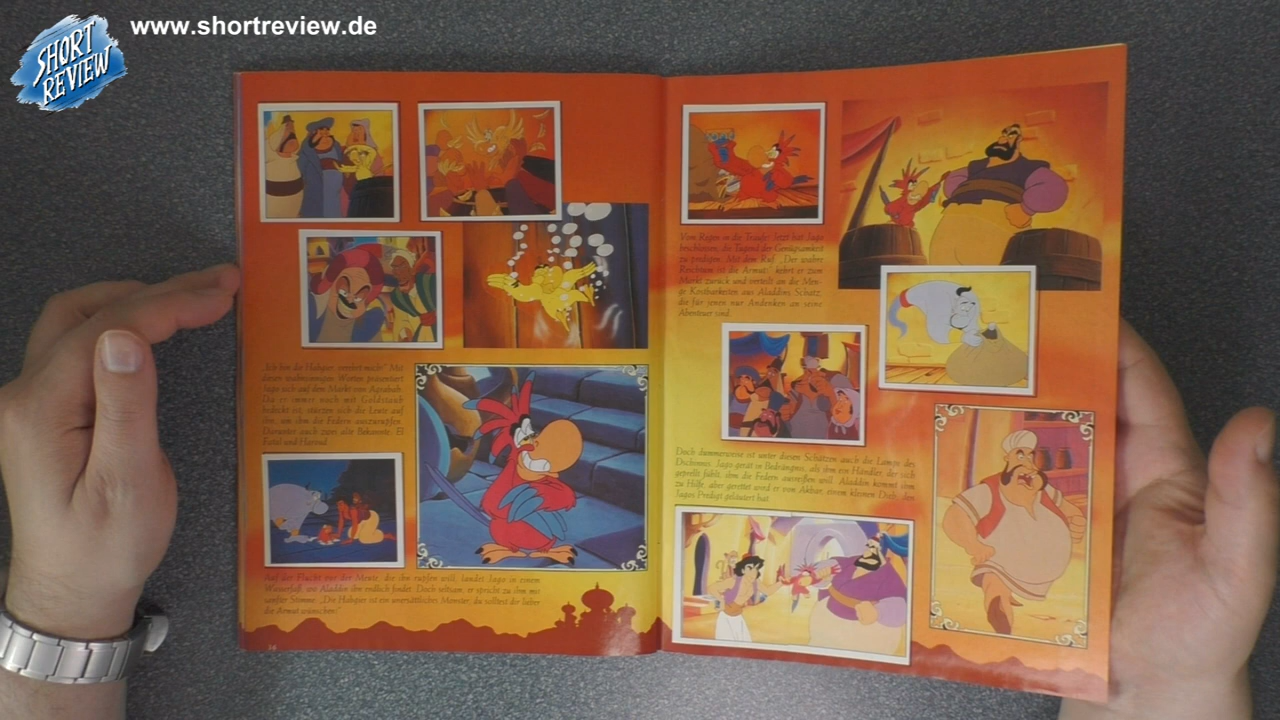 www.shortreview.de
SHORT
REVIEW
„Ich bin die Habgier, verehrt mich!" Mit
diesen wahnsinnigen Worten präsentiert
Jago sich auf dem Markt von Agrabah.
Da er immer noch mit Goldstaub
bedeckt ist, stürzen sich die Leute auf
ihn, um ihm die Federn auszurupfen.
Darunter auch zwei alte Bekannte: El
Fatal und Harend.
Auf der Flucht vor der Meute, die ihn rupfen will, landet Jago in einem
Wasserfaß, wo Aladdin ihn endlich findet. Doch seltsam, er spricht zu ihm mit
sanfter Stimme: „Die Habgier ist ein unersättliches Monster, du solltest dir lieber
die Armut wünschen!"
Vom Regen in die Traufe! Jetzt hat Jago
beschlossen, die Tugend der Genügsamkeit
zu predigen. Mit dem Ruf: „Der wahre
Reichtum ist die Armut!" kehrt er zum
Markt zurück und verteilt an die Men-
ge Kostbarkeiten aus Aladdins Schatz,
die für jenen nur Andenken an seine
Abenteuer sind.
Doch dummerweise ist unter diesen Schätzen auch die Lampe des
Dschinnis. Jago gerät in Bedrängnis, als ihm ein Händler, der sich
geprellt fühlt, ihm die Federn ausreißen will. Aladdin kommt ihm
zu Hilfe, aber gerettet wird er von Akbar, einem kleinen Dieb, den
Jagos Predigt geläutert hat.